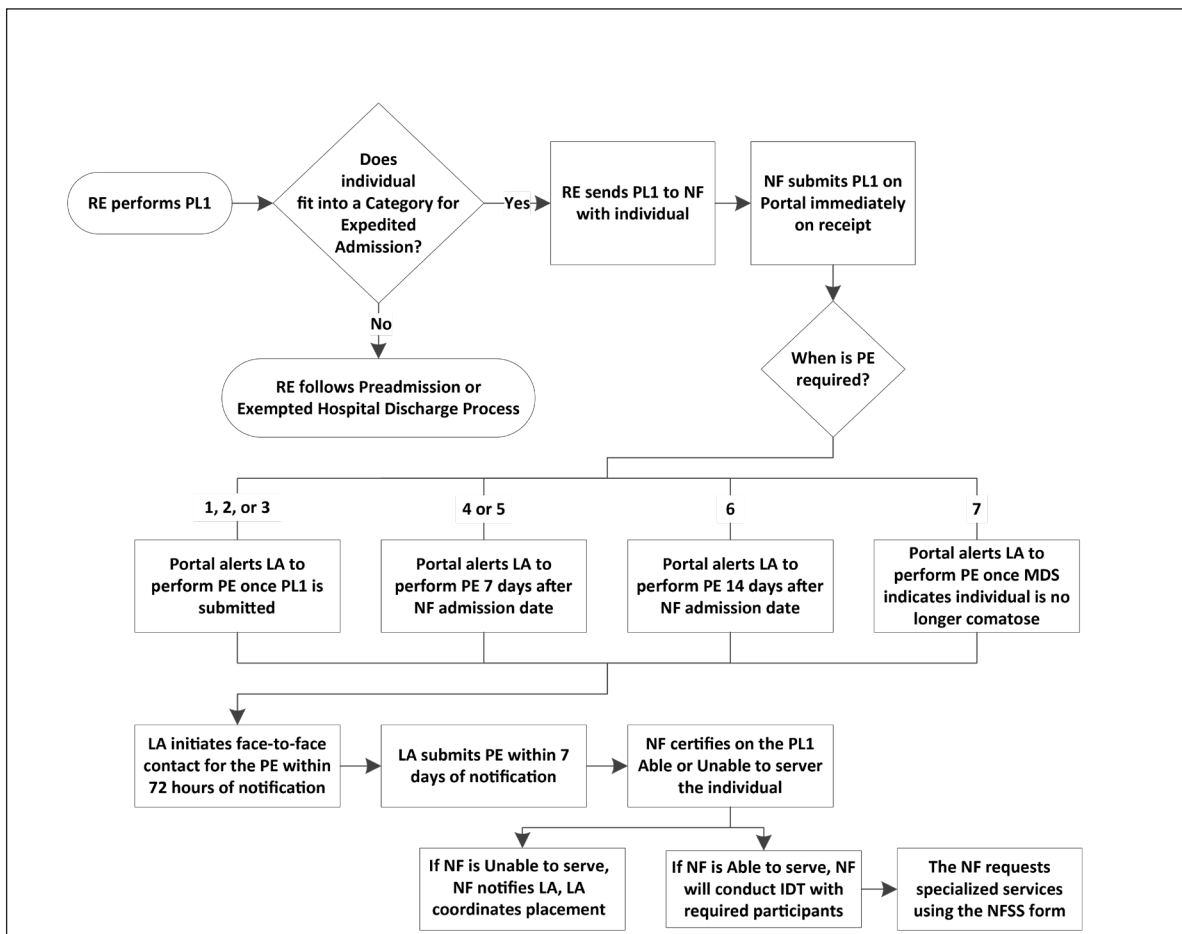 RE performs PL1
Does
individual
fit into a Category for
Expedited
Admission?
Yes
RE sends PL1 to NF
with individual
NF submits PL1 on
Portal immediately
on receipt
No
RE follows Preadmission or
Exempted Hospital Discharge Process
When is PE
required?
1, 2, or 3
4 or 5
6
7
Portal alerts LA to
perform PE once PL1 is
submitted
Portal alerts LA to
perform PE 7 days after
NF admission date
Portal alerts LA to
perform PE 14 days after
NF admission date
Portal alerts LA to
perform PE once MDS
indicates individual is no
longer comatose
LA initiates face-to-face
contact for the PE within
72 hours of notification
LA submits PE within 7
days of notification
NF certifies on the PL1
Able or Unable to server
the individual
If NF is Unable to serve,
NF notifies LA, LA
coordinates placement
If NF is Able to serve, NF
will conduct IDT with
required participants
The NF requests
specialized services
using the NFSS form